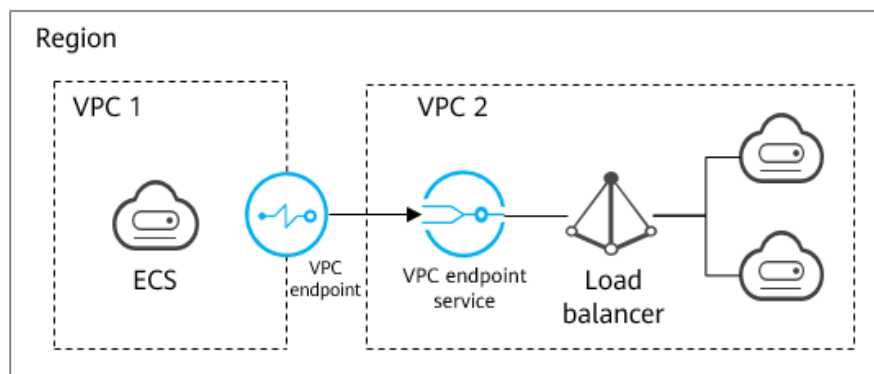 Region
VPC 1
VPC 2
ECS
VPC
endpoint
VPC endpoint
service
Load
balancer